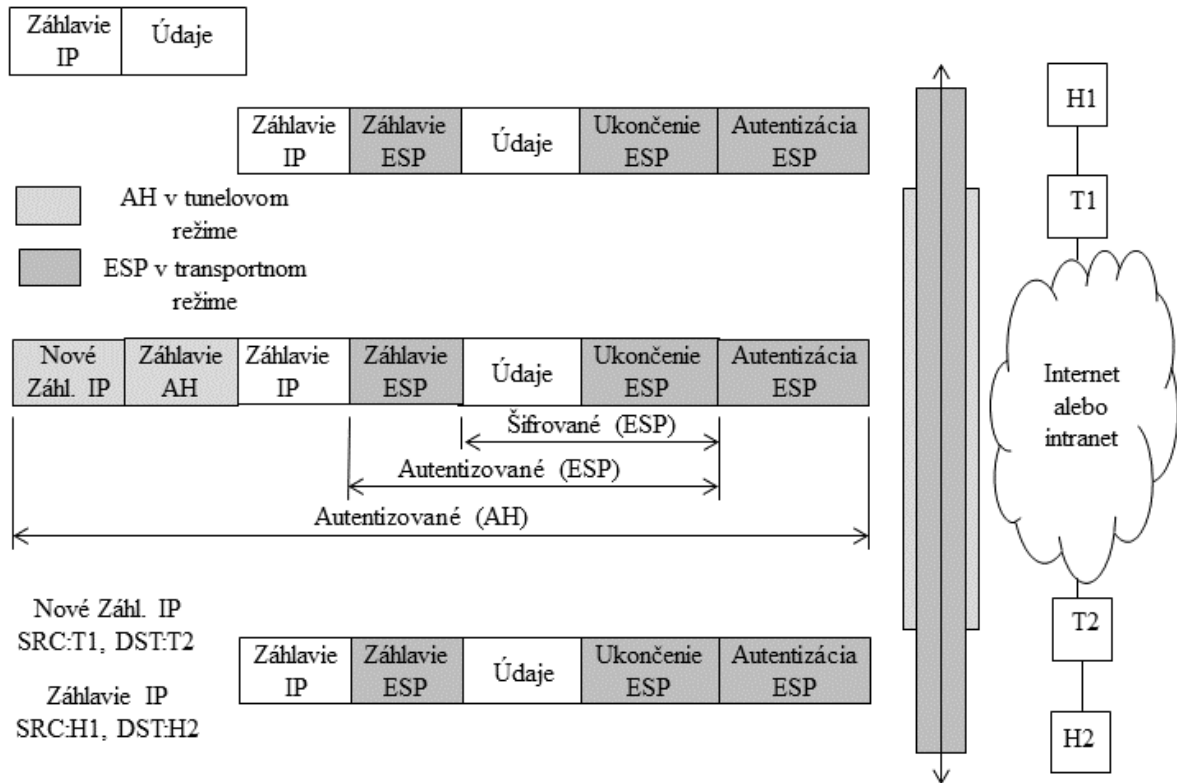 Záhlavie
IP
Údaje
Záhlavie
IP
Záhlavie
ESP
Údaje
Ukončenie
ESP
Autentizácia
ESP
H1
AH v tunelovom
režime
T1
ESP v transportnom
režime
Nové
Záhl. IP
Záhlavie
AH
Záhlavie
IP
Záhlavie
ESP
Údaje
Ukončenie
ESP
Autentizácia
ESP
Internet
alebo
intranet
Šifrované (ESP)
Autentizované (ESP)
Autentizované (AH)
Nové Záhl. IP
SRC:T1, DST:T2
T2
Záhlavie IP
SRC:H1, DST:H2
Záhlavie
IP
Záhlavie
ESP
Údaje
Ukončenie
ESP
Autentizácia
ESP
H2